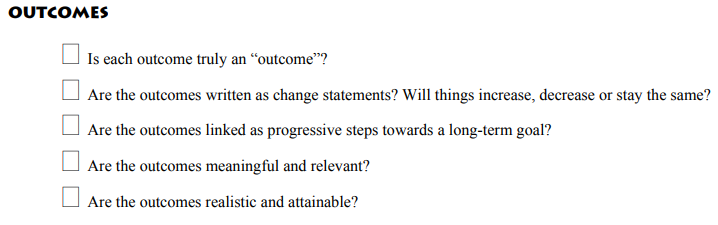 OUTCOMES
Is each outcome truly an “outcome”?
Are the outcomes written as change statements? Will things increase, decrease or stay the same?
Are the outcomes linked as progressive steps towards a long-term goal?
Are the outcomes meaningful and relevant?
Are the outcomes realistic and attainable?